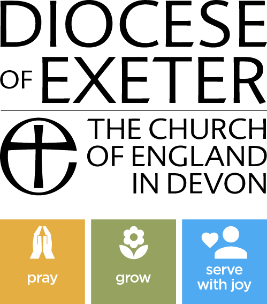 DIOCESE
OF EXETER
THE CHURCH
OF ENGLAND
IN DEVON
pray
grow
serve
with joy